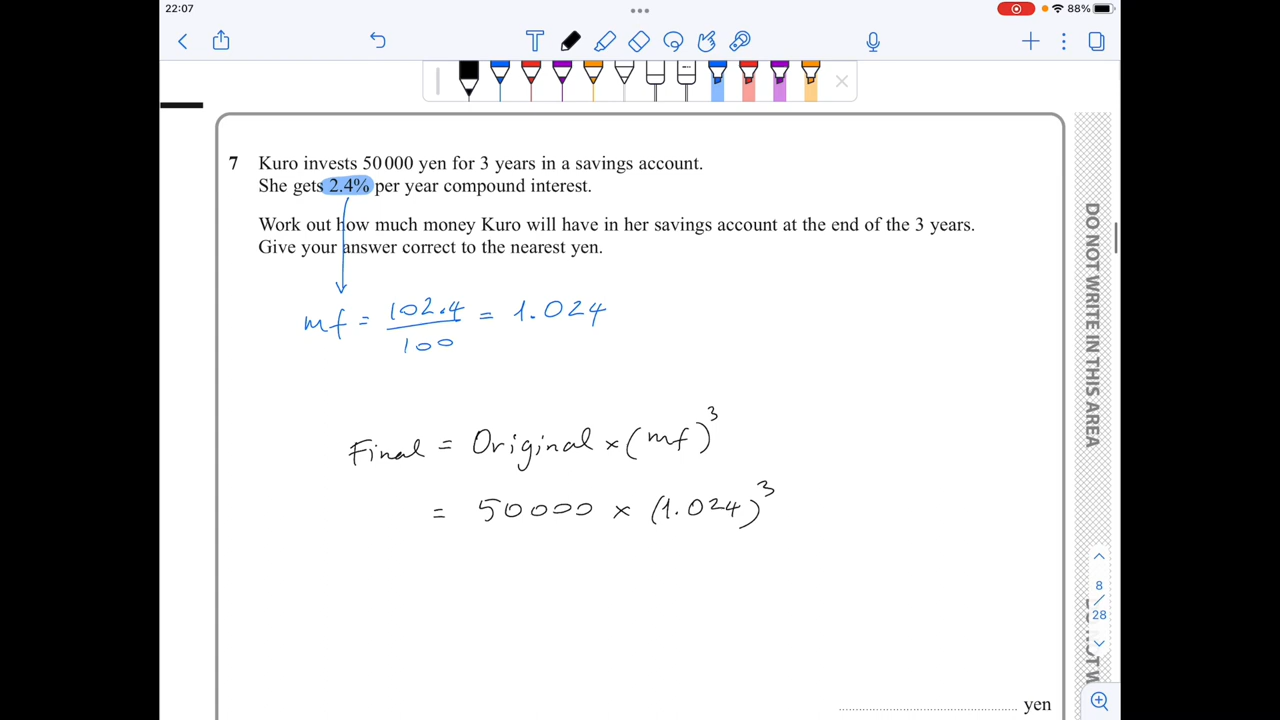 22:07
88%
7 Kuro invests 50 000 yen for 3 years in a savings account.
She gets 2.4% per year compound interest.
Work out how much money Kuro will have in her savings account at the end of the 3 years.
Give your answer correct to the nearest yen.
mf = 102.4/100 = 1.024
Final = Original × (mf)³
= 50000 × (1.024)³
yen
DO NOT WRITE IN THIS AREA
8
/
28